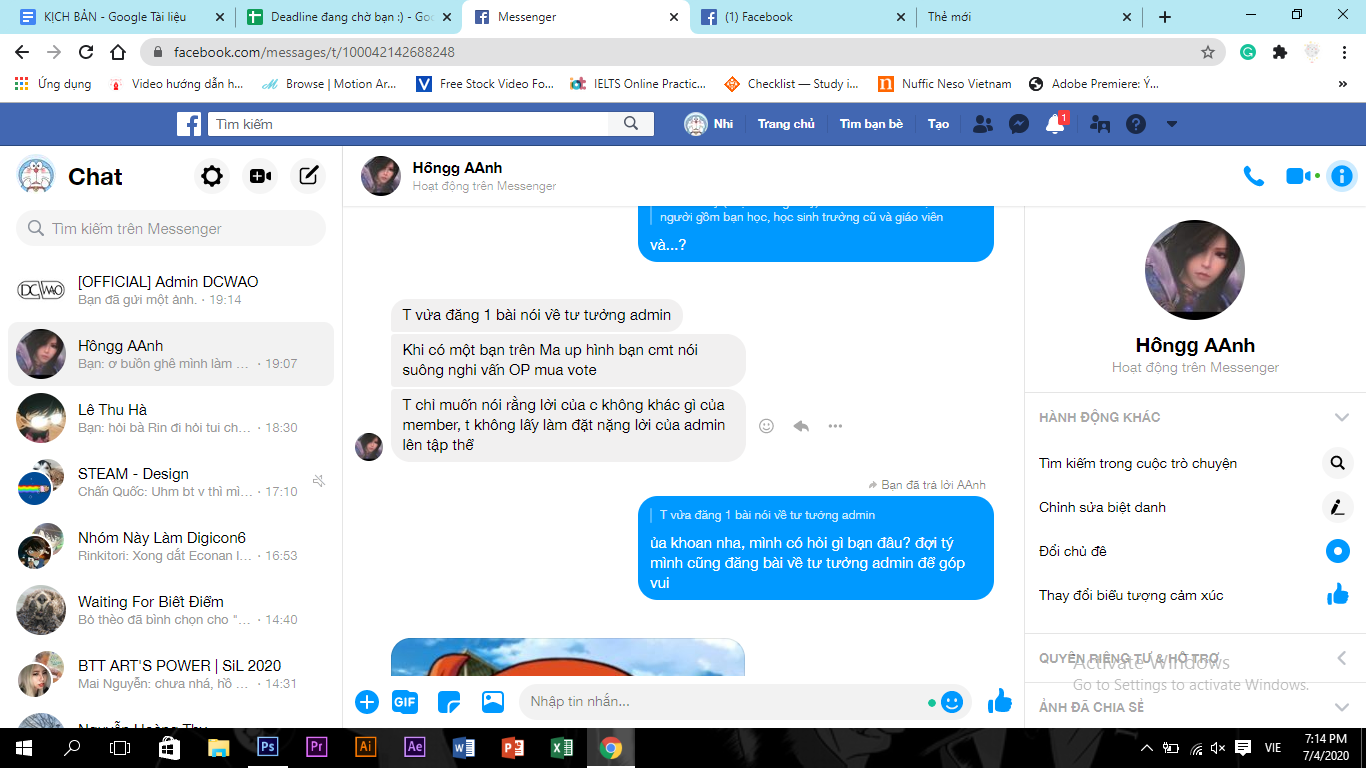 KỊCH BẢN - Google Tài liệu
Deadline đang chờ bạn :) - Goo
Messenger
(1) Facebook
Thẻ mới
facebook.com/messages/t/100042142688248
Ứng dụng
Video hướng dẫn h...
Browse | Motion Ar...
Free Stock Video Fo...
IELTS Online Practic...
Checklist — Study i...
Nuffic Neso Vietnam
Adobe Premiere: Ý...
Tìm kiếm
Nhi
Trang chủ
Tìm bạn bè
Tạo
1
Chat
Tìm kiếm trên Messenger
[OFFICIAL] Admin DCWAO
Bạn đã gửi một ảnh. · 19:14
DC WAO
Hôngg AAnh
Bạn: ơ buồn ghê mình làm ... · 19:07
Lê Thu Hà
Bạn: hỏi bà Rin đi hỏi tui ch... · 18:30
STEAM - Design
Chấn Quốc: Uhm bt v thì mì... · 17:10
Nhóm Này Làm Digicon6
Rinkitori: Xong dắt Econan l... · 16:53
Waiting For Biết Điểm
Bỏ thèo đã bình chọn cho "... · 14:40
BTT ART'S POWER | SiL 2020
Mai Nguyễn: chưa nhá, hồ ... · 14:31
Nguyễn Hoàng Thu
Hôngg AAnh
Hoạt động trên Messenger
người gồm bạn học, học sinh trưởng cũ và giáo viên
và...?
T vừa đăng 1 bài nói về tư tưởng admin
Khi có một bạn trên Ma up hình bạn cmt nói
suông nghi vấn OP mua vote
T chỉ muốn nói rằng lời của c không khác gì của
member, t không lấy làm đặt nặng lời của admin
lên tập thể
Bạn đã trả lời AAnh
T vừa đăng 1 bài nói về tư tưởng admin
ủa khoan nha, mình có hỏi gì bạn đâu? đợi tý
mình cũng đăng bài về tư tưởng admin để góp
vui
GIF
Nhập tin nhắn...
Hôngg AAnh
Hoạt động trên Messenger
HÀNH ĐỘNG KHÁC
Tìm kiếm trong cuộc trò chuyện
Chỉnh sửa biệt danh
Đổi chủ đề
Thay đổi biểu tượng cảm xúc
QUYỀN RIÊNG TƯ & HỖ TRỢ
Activate Windows
Go to Settings to activate Windows.
ẢNH ĐÃ CHIA SẺ
Ps
Pr
Ai
Ae
VIE
7:14 PM
7/4/2020